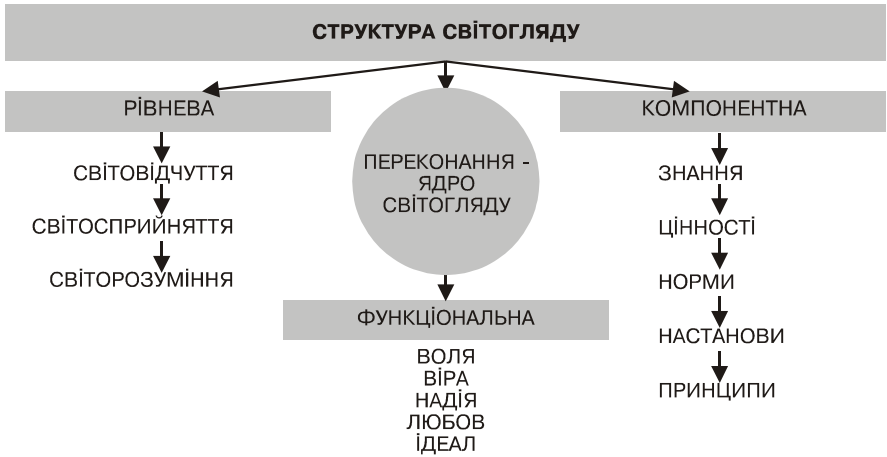 СТРУКТУРА СВІТОГЛЯДУ
РІВНЕВА
СВІТОВІДЧУТТЯ
СВІТОСПРИЙНЯТТЯ
СВІТОРОЗУМІННЯ
ПЕРЕКОНАННЯ -
ЯДРО
СВІТОГЛЯДУ
ФУНКЦІОНАЛЬНА
ВОЛЯ
ВІРА
НАДІЯ
ЛЮБОВ
ІДЕАЛ
КОМПОНЕНТНА
ЗНАННЯ
ЦІННОСТІ
НОРМИ
НАСТАНОВИ
ПРИНЦИПИ